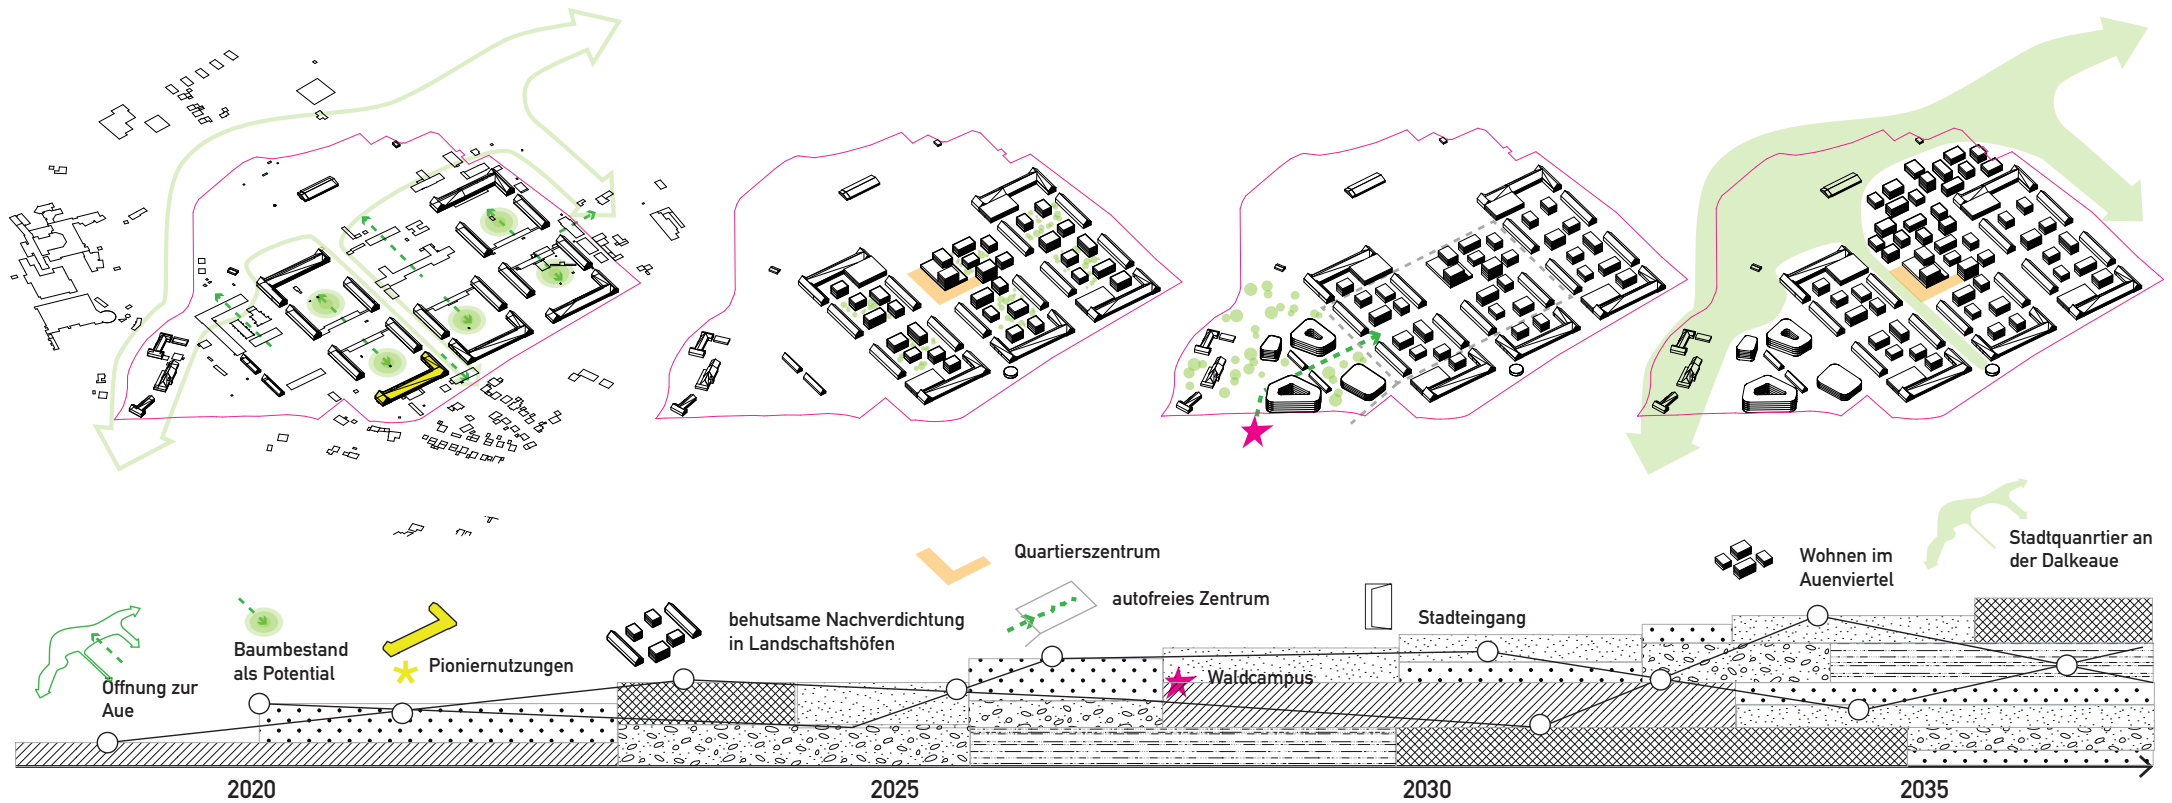 Öffnung zur
Aue
Baumbestand
als Potential
Pioniernutzungen
behutsame Nachverdichtung
in Landschaftshöfen
Quartierszentrum
autofreies Zentrum
Waldcampus
Stadteingang
Wohnen im
Auenviertel
Stadtquanrtier an
der Dalkeaue
2020
2025
2030
2035